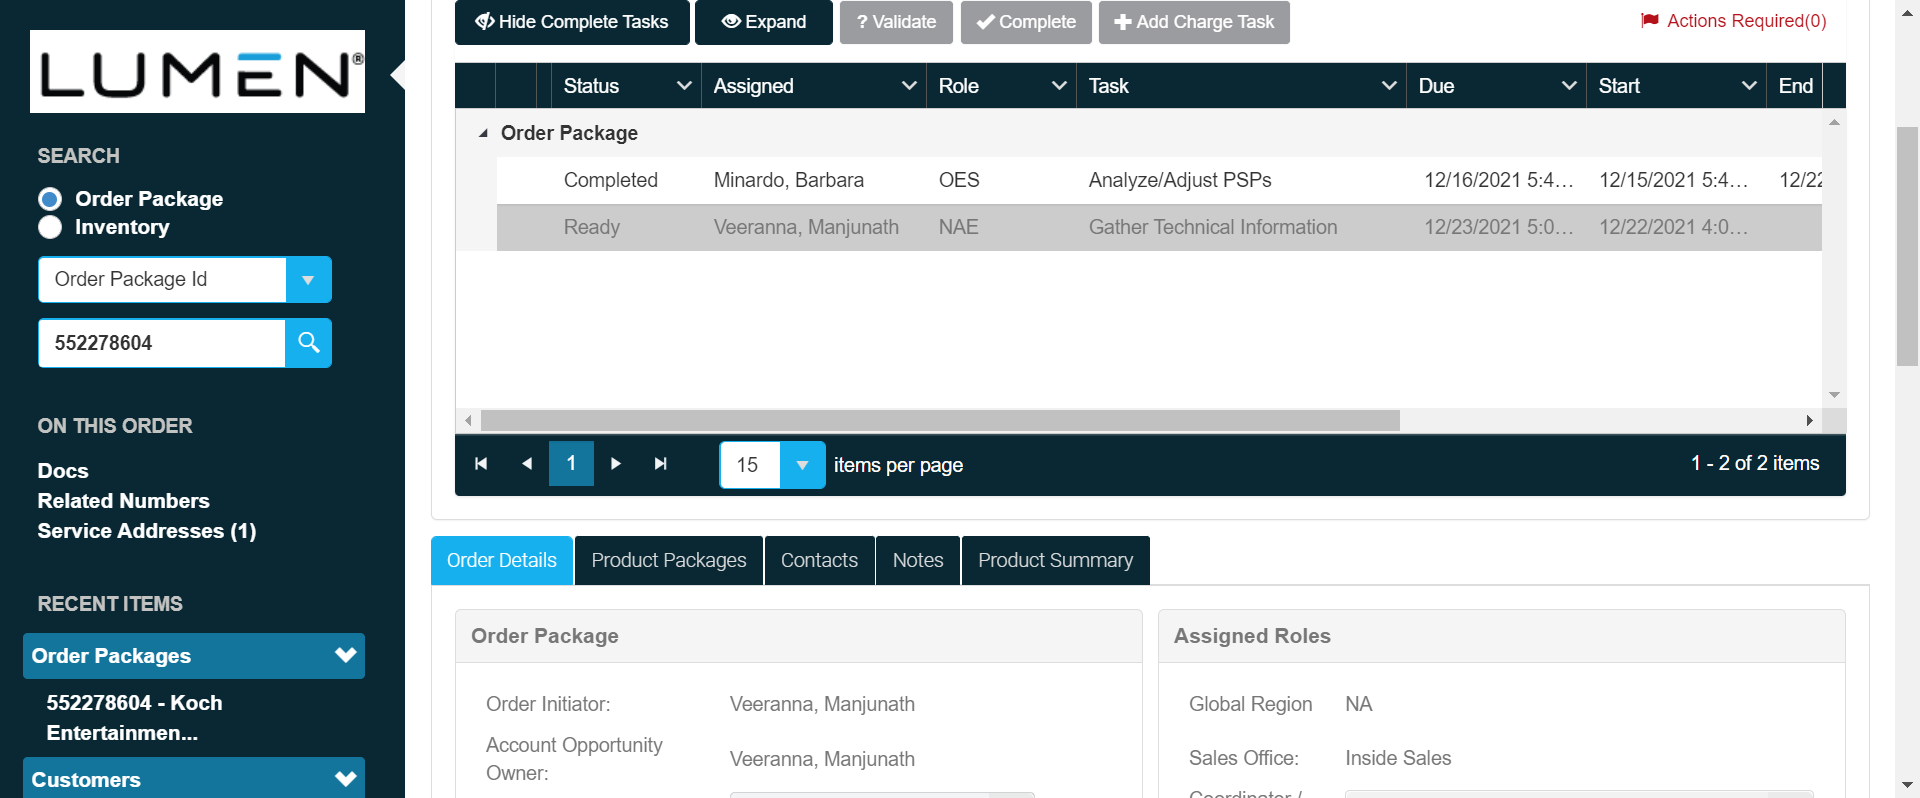 LUMEN®
SEARCH
Order Package
Inventory
Order Package Id
552278604
ON THIS ORDER
Docs
Related Numbers
Service Addresses (1)
RECENT ITEMS
Order Packages
552278604 - Koch
Entertainmen...
Customers
Hide Complete Tasks Expand ? Validate Complete Add Charge Task Actions Required(0)
Status Assigned Role Task Due Start End
Order Package
Completed Minardo, Barbara OES Analyze/Adjust PSPs 12/16/2021 5:4... 12/15/2021 5:4... 12/22
Ready Veeranna, Manjunath NAE Gather Technical Information 12/23/2021 5:0... 12/22/2021 4:0...
1 15 items per page 1 - 2 of 2 items
Order Details Product Packages Contacts Notes Product Summary
Order Package
Order Initiator: Veeranna, Manjunath
Account Opportunity
Owner: Veeranna, Manjunath
Assigned Roles
Global Region NA
Sales Office: Inside Sales
Coordinator /